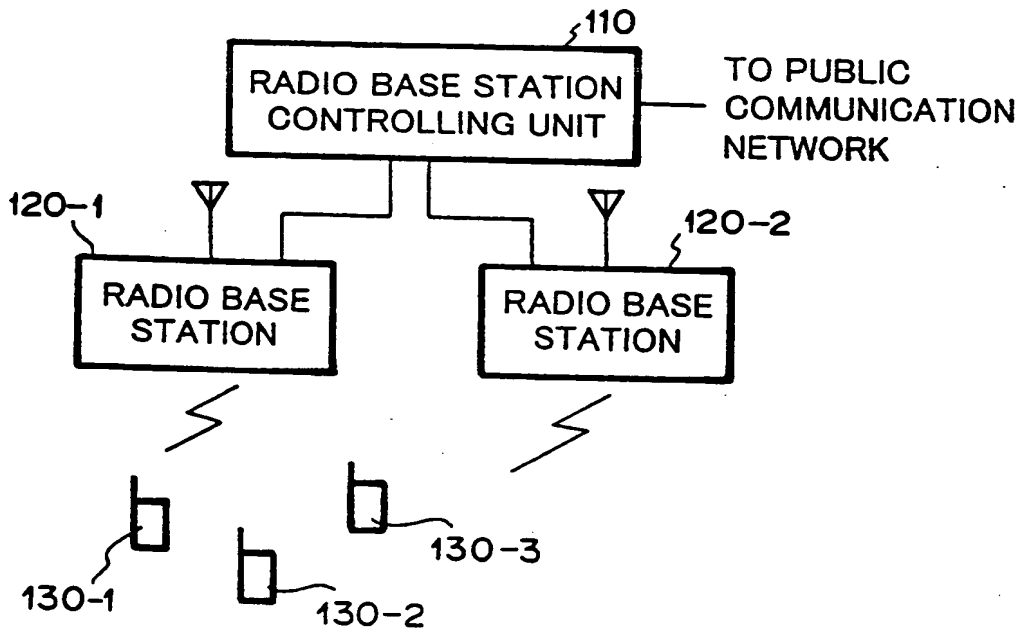 110
RADIO BASE STATION
CONTROLLING UNIT
TO PUBLIC
COMMUNICATION
NETWORK
120-1
120-2
RADIO BASE
STATION
RADIO BASE
STATION
130-1
130-2
130-3